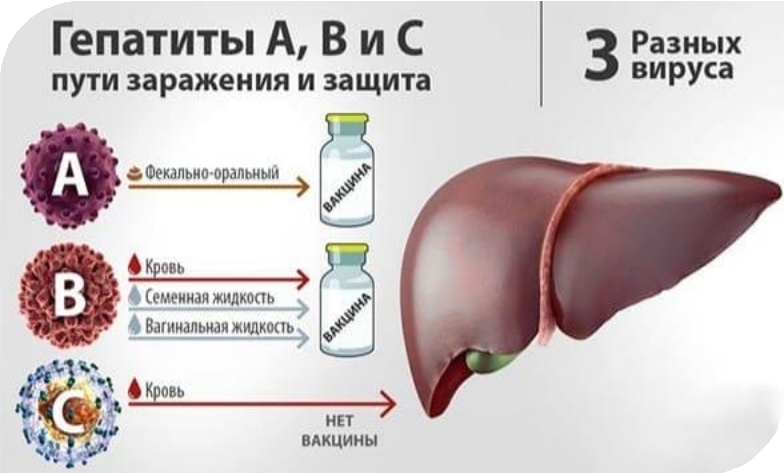 Гепатиты А, В и С
пути заражения и защита
3 Разных
вируса
А
Фекально-оральный
ВАКЦИНА
В
Кровь
Семенная жидкость
Вагинальная жидкость
ВАКЦИНА
С
Кровь
НЕТ
ВАКЦИНЫ